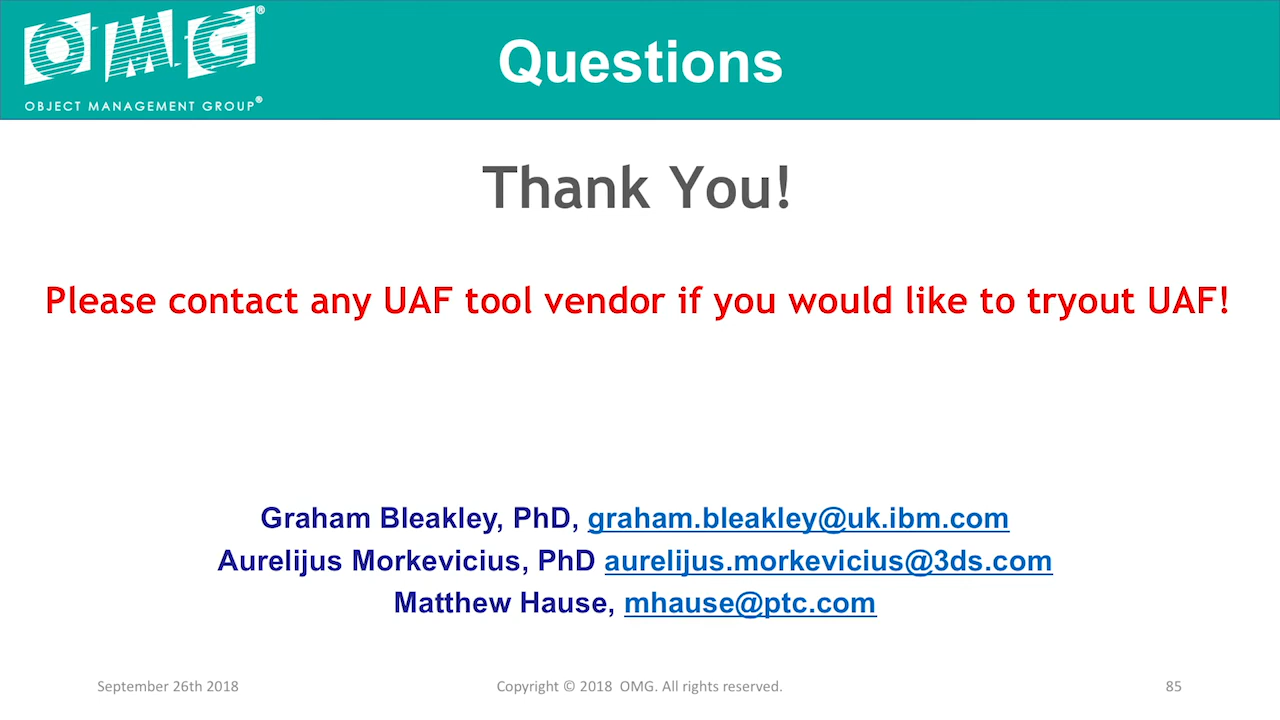 OMG®
OBJECT MANAGEMENT GROUP®
Questions
Thank You!
Please contact any UAF tool vendor if you would like to tryout UAF!
Graham Bleakley, PhD, graham.bleakley@uk.ibm.com
Aurelijus Morkevicius, PhD aurelijus.morkevicius@3ds.com
Matthew Hause, mhause@ptc.com
September 26th 2018
Copyright © 2018 OMG. All rights reserved.
85